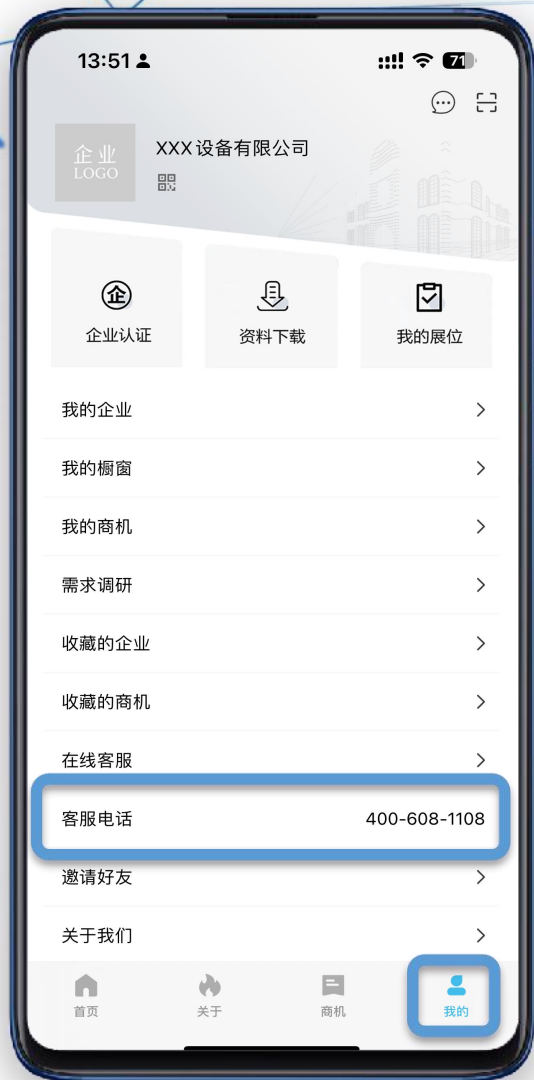 13:51
71
企业
LOGO
XXX设备有限公司
企
企业认证
资料下载
我的展位
我的企业
我的橱窗
我的商机
需求调研
收藏的企业
收藏的商机
在线客服
客服电话 400-608-1108
邀请好友
关于我们
首页 关于 商机 我的